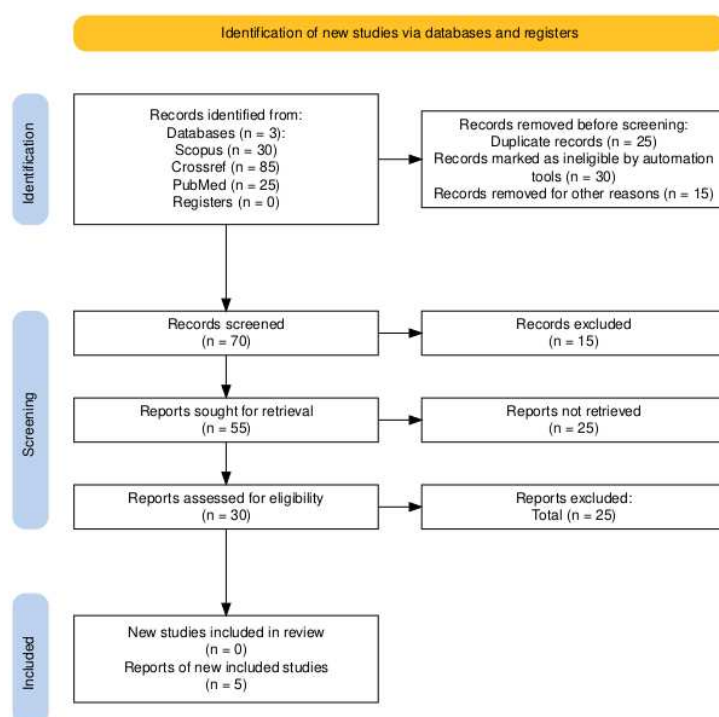 Identification of new studies via databases and registers
Identification
Records identified from:
Databases (n = 3):
Scopus (n = 30)
Crossref (n = 85)
PubMed (n = 25)
Registers (n = 0)
Records removed before screening:
Duplicate records (n = 25)
Records marked as ineligible by automation
tools (n = 30)
Records removed for other reasons (n = 15)
Screening
Records screened
(n = 70)
Records excluded
(n = 15)
Reports sought for retrieval
(n = 55)
Reports not retrieved
(n = 25)
Reports assessed for eligibility
(n = 30)
Reports excluded:
Total (n = 25)
Included
New studies included in review
(n = 0)
Reports of new included studies
(n = 5)